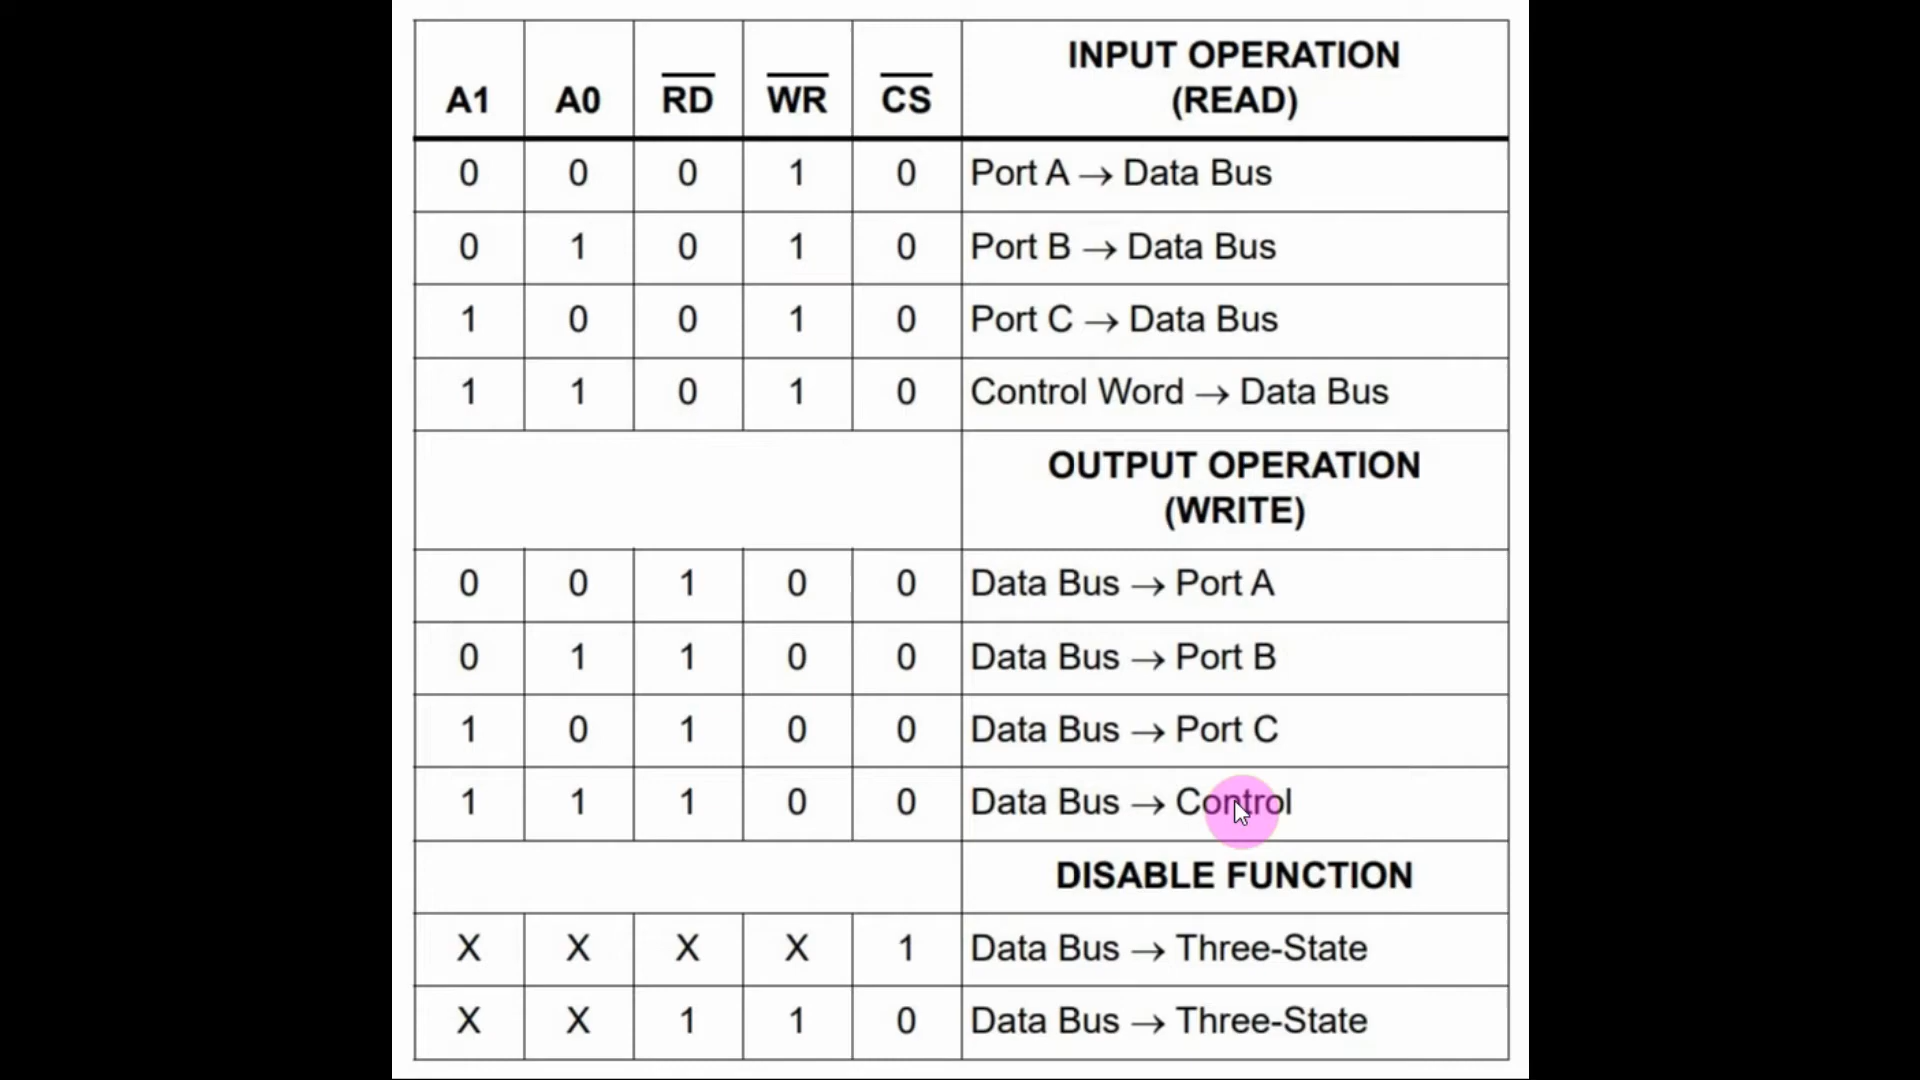 A1 A0 RD WR CS INPUT OPERATION
(READ)
0 0 0 1 0 Port A → Data Bus
0 1 0 1 0 Port B → Data Bus
1 0 0 1 0 Port C → Data Bus
1 1 0 1 0 Control Word → Data Bus
OUTPUT OPERATION
(WRITE)
0 0 1 0 0 Data Bus → Port A
0 1 1 0 0 Data Bus → Port B
1 0 1 0 0 Data Bus → Port C
1 1 1 0 0 Data Bus → Control
DISABLE FUNCTION
X X X X 1 Data Bus → Three-State
X X 1 1 0 Data Bus → Three-State